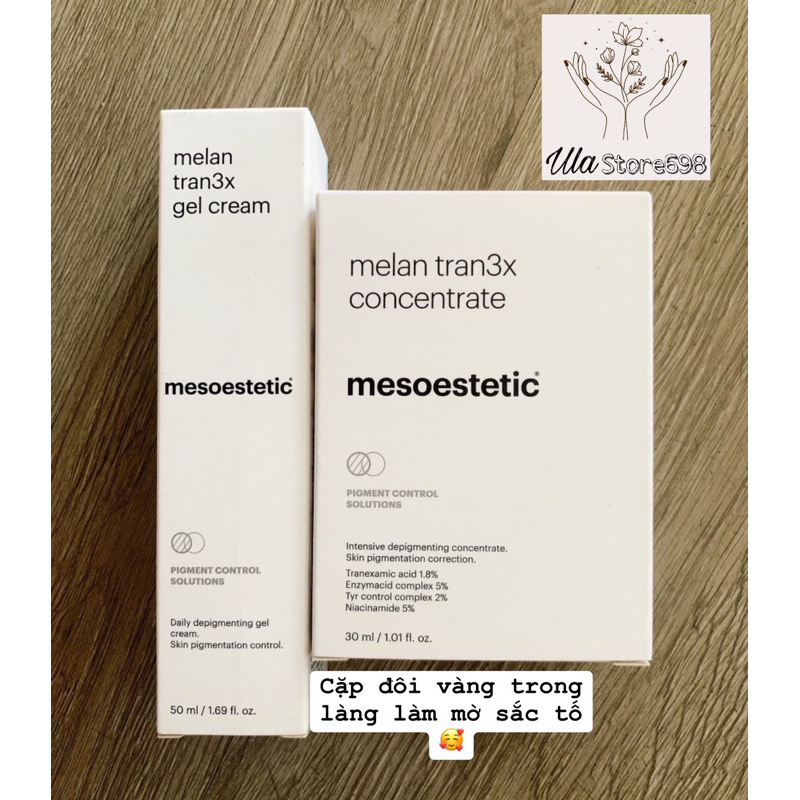 Ula Store698
melan
tran3x
gel cream
mesoestetic®
PIGMENT CONTROL
SOLUTIONS
Daily depigmenting gel
cream.
Skin pigmentation control.
50 ml / 1.69 fl. oz.
melan tran3x
concentrate
mesoestetic®
PIGMENT CONTROL
SOLUTIONS
Intensive depigmenting concentrate.
Skin pigmentation correction.
Tranexamic acid 1.8%
Enzymacid complex 5%
Tyr control complex 2%
Niacinamide 5%
30 ml / 1.01 fl. oz.
Cặp đôi vàng trong
làng làm mờ sắc tố
🥰